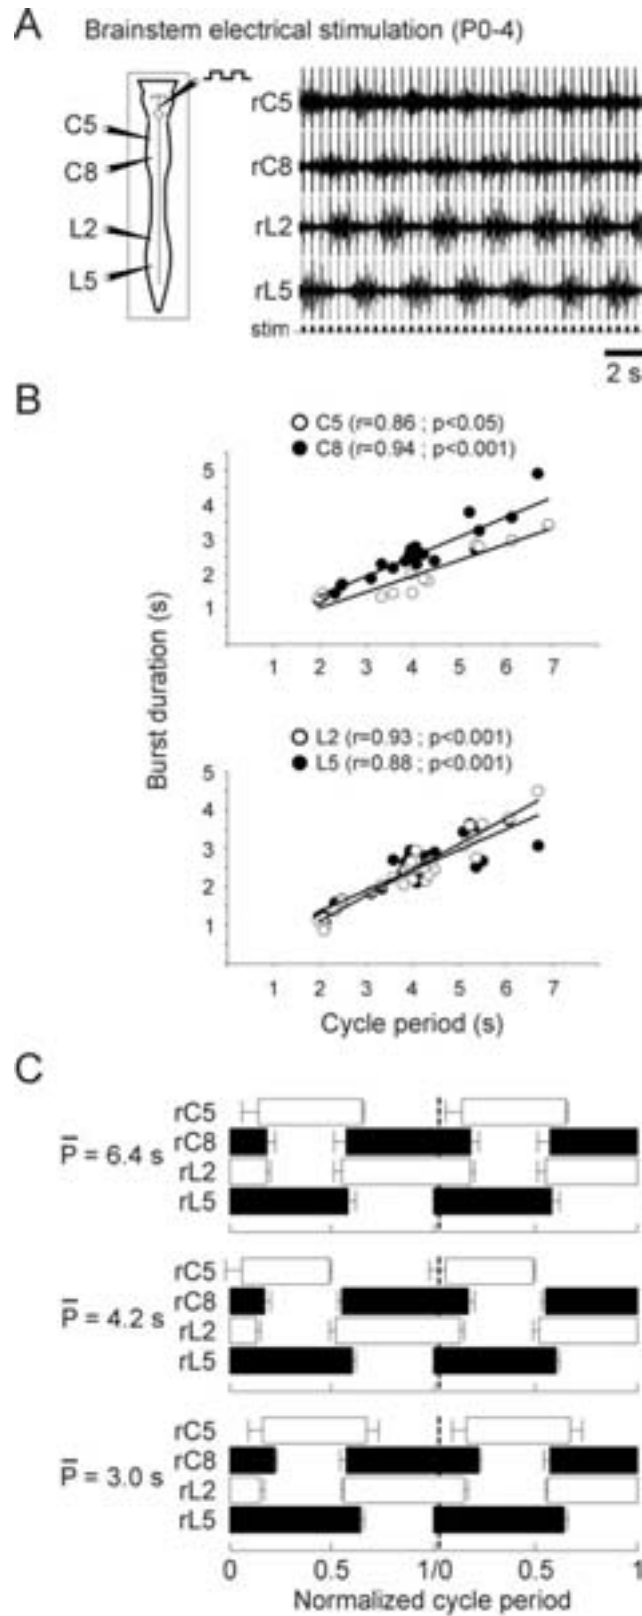 A Brainstem electrical stimulation (P0-4)
C5
C8
L2
L5
rC5
rC8
rL2
rL5
stim
2 s
B
C5 (r=0.86 ; p<0.05)
C8 (r=0.94 ; p<0.001)
5
4
3
2
1
1 2 3 4 5 6 7
L2 (r=0.93 ; p<0.001)
L5 (r=0.88 ; p<0.001)
5
4
3
2
1
1 2 3 4 5 6 7
Burst duration (s)
Cycle period (s)
C
P̅ = 6.4 s
rC5
rC8
rL2
rL5
P̅ = 4.2 s
rC5
rC8
rL2
rL5
P̅ = 3.0 s
rC5
rC8
rL2
rL5
0 0.5 1/0 0.5 1
Normalized cycle period